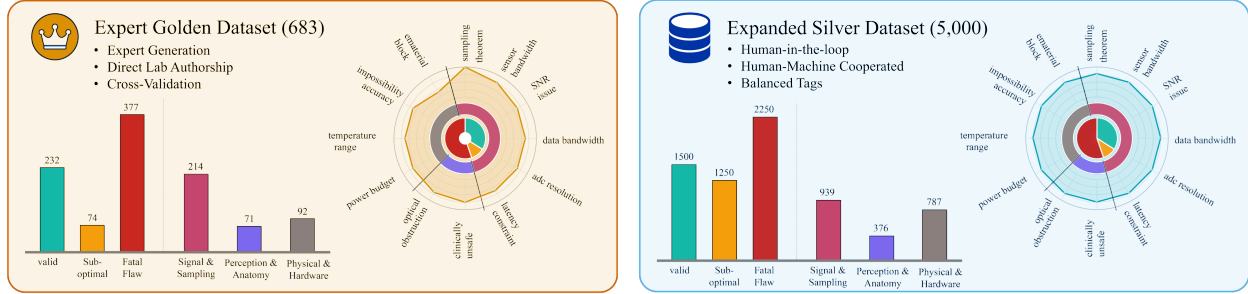 Expert Golden Dataset (683)
• Expert Generation
• Direct Lab Authorship
• Cross-Validation
377
232
74
214
71
92
valid
Sub-
optimal
Fatal
Flaw
Signal &
Sampling
Perception &
Anatomy
Physical &
Hardware
sampling
theorem
sensor
bandwidth
SNR
issue
data bandwidth
adc resolution
latency
constraint
clinically
unsafe
optical
obstruction
power budget
temperature
range
impossibility
accuracy
ematerial
block
Expanded Silver Dataset (5,000)
• Human-in-the-loop
• Human-Machine Cooperated
• Balanced Tags
2250
1500
1250
939
376
787
valid
Sub-
optimal
Fatal
Flaw
Signal &
Sampling
Perception &
Anatomy
Physical &
Hardware
sampling
theorem
sensor
bandwidth
SNR
issue
data bandwidth
adc resolution
latency
constraint
clinically
unsafe
optical
obstruction
power budget
temperature
range
impossibility
accuracy
ematerial
block